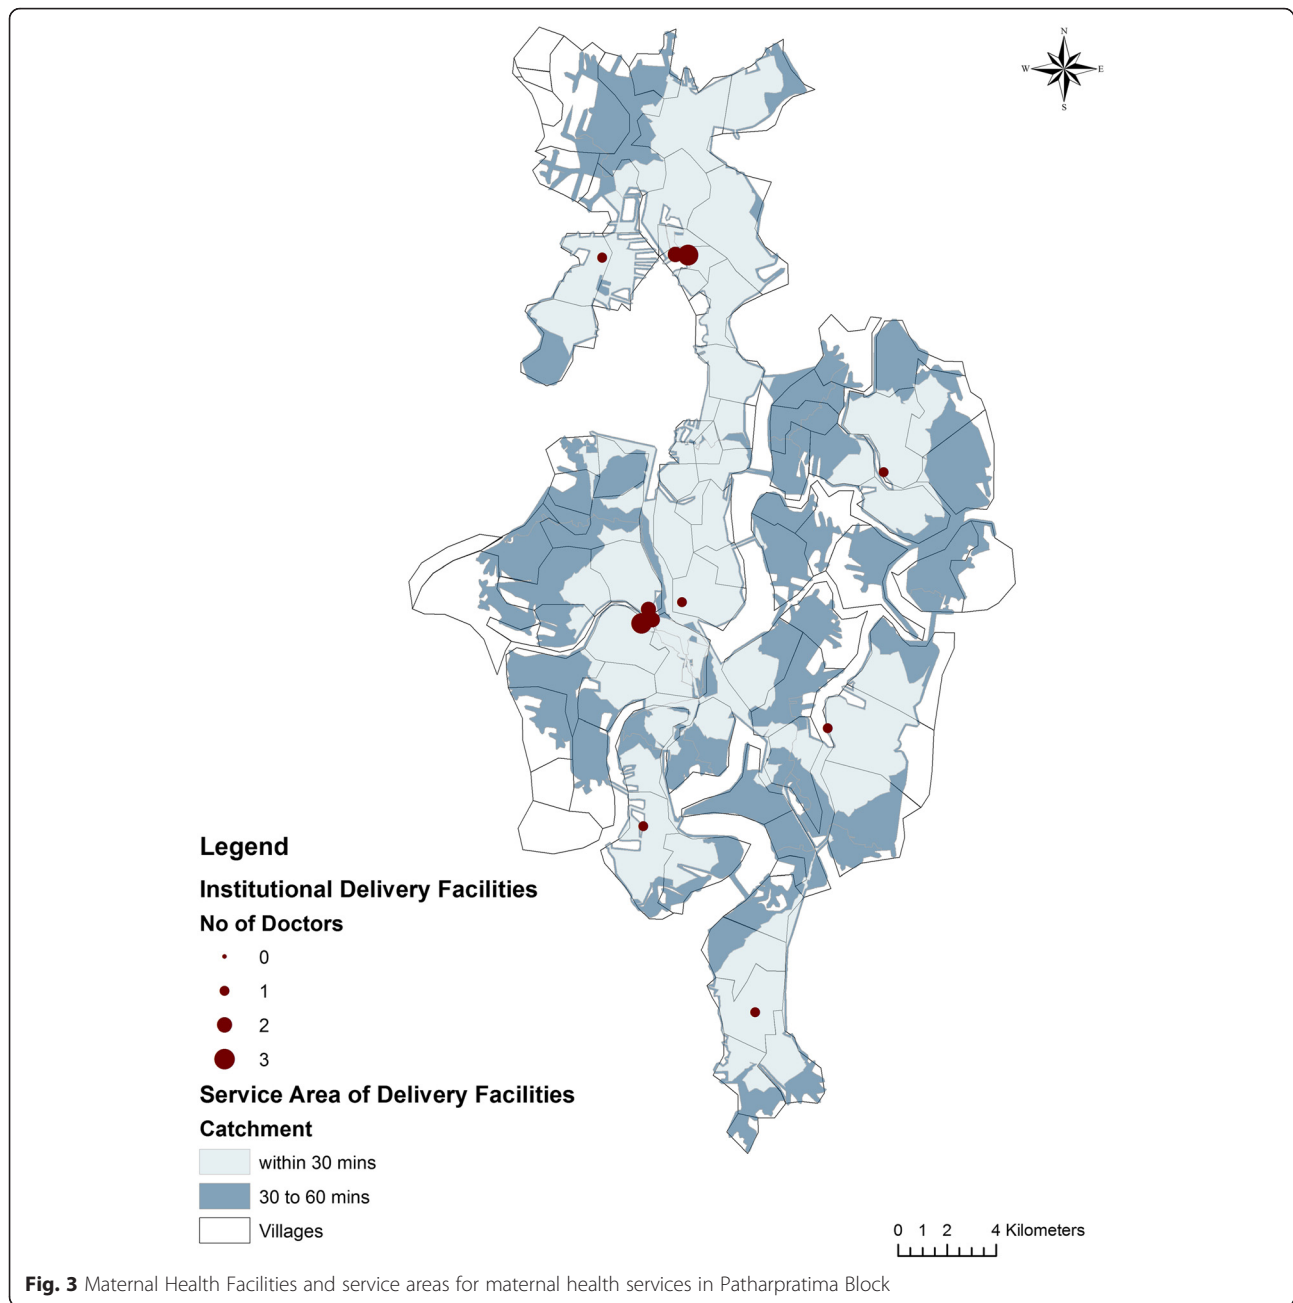 N
W E
S
Legend
Institutional Delivery Facilities
No of Doctors
0
1
2
3
Service Area of Delivery Facilities
Catchment
within 30 mins
30 to 60 mins
Villages
0 1 2 4 Kilometers
Fig. 3 Maternal Health Facilities and service areas for maternal health services in Patharpratima Block